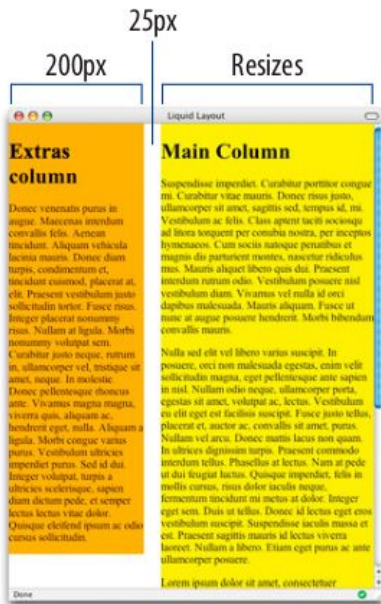 25px
200px
Resizes
Liquid Layout
Extras
column
Donec venenatis purus in
augue. Maecenas interdum
convallis felis. Aenean
tincidunt. Aliquam vehicula
lacinia mauris. Donec diam
turpis, condimentum et,
tincidunt euismod, placerat at,
elit. Praesent vestibulum justo
sollicitudin tortor. Fusce risus.
Integer placerat nonummy
risus. Nullam at ligula. Morbi
nonummy volutpat sem.
Curabitur justo neque, rutrum
in, ullamcorper vel, tristique sit
amet, neque. In molestie.
Donec pellentesque rhoncus
ante. Vivamus magna magna,
viverra quis, aliquam ac,
hendrerit eget, nulla. Aliquam a
ligula. Morbi congue varius
purus. Vestibulum ultricies
imperdiet purus. Sed id dui.
Integer volutpat, turpis a
ultricies scelerisque, sapien
diam dictum pede, et semper
lectus lectus vitae dolor.
Quisque eleifend ipsum ac odio
cursus sollicitudin.
Main Column
Suspendisse imperdiet. Curabitur porttitor congue
mi. Curabitur vitae mauris. Donec risus justo,
ullamcorper sit amet, sagittis sed, tempus id, mi.
Vestibulum ac felis. Class aptent taciti sociosqu
ad litora torquent per conubia nostra, per inceptos
hymenaeos. Cum sociis natoque penatibus et
magnis dis parturient montes, nascetur ridiculus
mus. Mauris aliquet libero quis dui. Praesent
interdum rutrum odio. Vestibulum posuere nisl
vestibulum diam. Vivamus vel nulla id orci
dapibus malesuada. Mauris aliquam. Fusce ut
nunc at augue posuere hendrerit. Morbi bibendum
convallis mauris.
Nulla sed elit vel libero varius suscipit. In
posuere, orci non malesuada egestas, enim velit
sollicitudin magna, eget pellentesque ante sapien
in nisl. Nullam odio neque, ullamcorper porta,
egestas sit amet, volutpat ac, lectus. Vestibulum
eu elit eget est facilisis suscipit. Fusce justo tellus,
placerat et, auctor ac, convallis sit amet, purus.
Nullam vel arcu. Donec mattis lacus non quam.
In ultrices dignissim turpis. Praesent commodo
interdum tellus. Phasellus at lectus. Nam at pede
ut dui feugiat luctus. Quisque imperdiet, felis in
mollis cursus, risus dolor iaculis neque,
fermentum tincidunt mi metus at dolor. Integer
eget sem. Duis ut tellus. Donec id lectus eget eros
vestibulum suscipit. Suspendisse iaculis massa et
est. Praesent sagittis mauris id lectus viverra
laoreet. Nullam a libero. Etiam eget purus ac ante
ullamcorper posuere.
Lorem ipsum dolor sit amet, consectetuer
Done